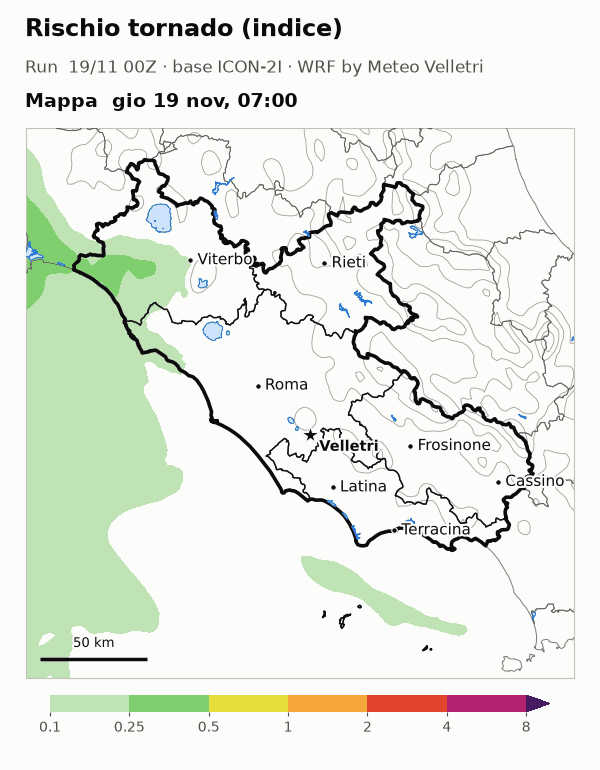 Rischio tornado (indice)
Run 19/11 00Z · base ICON-2I · WRF by Meteo Velletri
Mappa gio 19 nov, 07:00
Viterbo
Rieti
Roma
Velletri
Frosinone
Cassino
Latina
Terracina
50 km
0.1 0.25 0.5 1 2 4 8